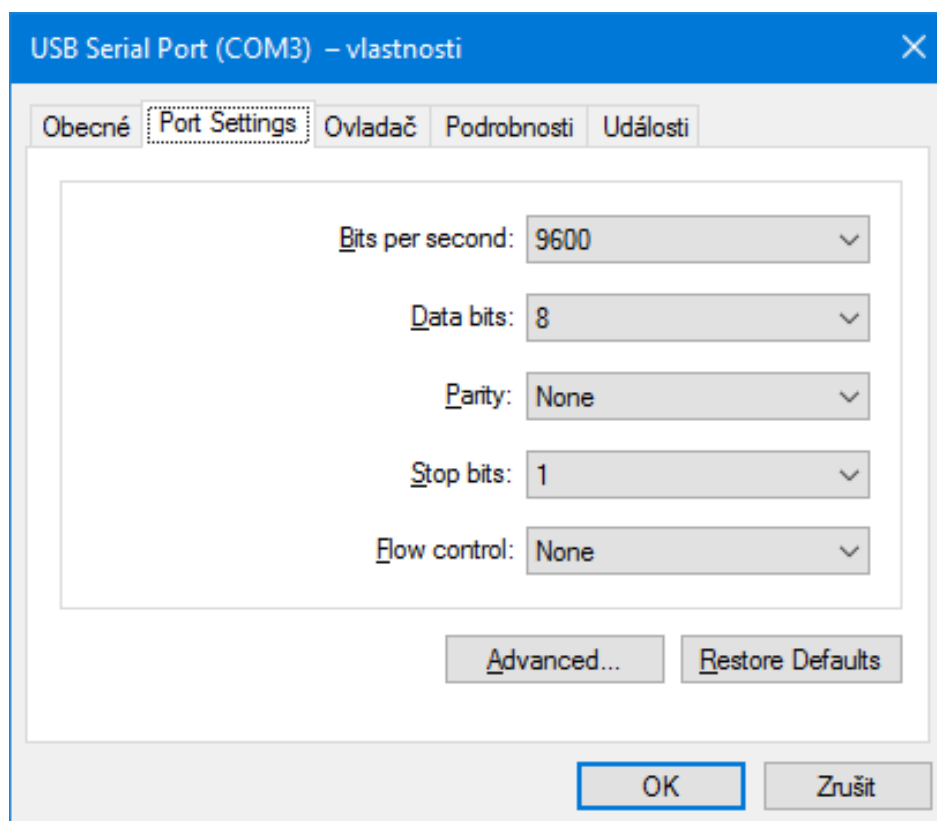 USB Serial Port (COM3) – vlastnosti
Obecné Port Settings Ovladač Podrobnosti Události
Bits per second: 9600
Data bits: 8
Parity: None
Stop bits: 1
Flow control: None
Advanced... Restore Defaults
OK Zrušit